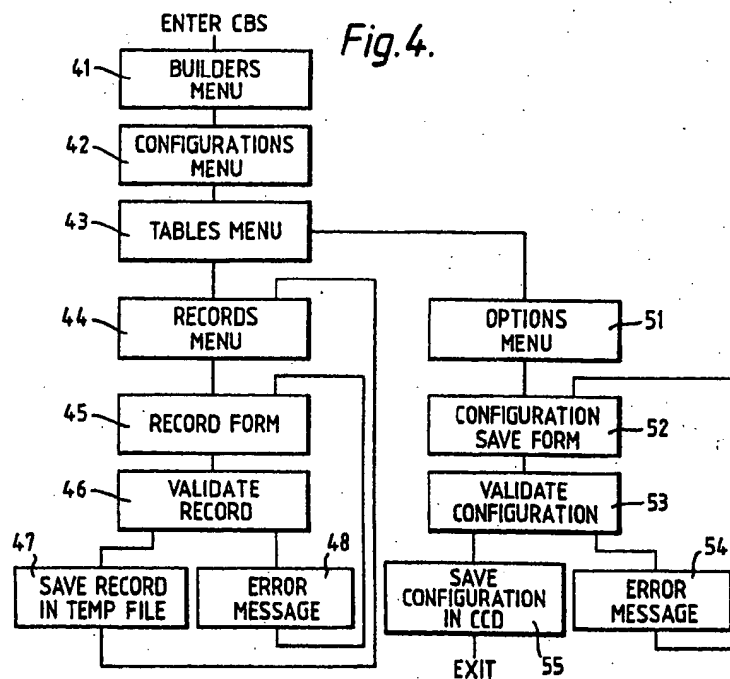 ENTER CBS
Fig.4.
41
BUILDERS
MENU
42
CONFIGURATIONS
MENU
43
TABLES MENU
44
RECORDS
MENU
45
RECORD FORM
46
VALIDATE
RECORD
47
SAVE RECORD
IN TEMP FILE
48
ERROR
MESSAGE
51
OPTIONS
MENU
52
CONFIGURATION
SAVE FORM
53
VALIDATE
CONFIGURATION
54
ERROR
MESSAGE
SAVE
CONFIGURATION
IN CCD
55
EXIT